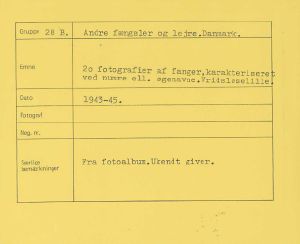 Gruppe 28 B. Andre fængsler og lejre.Danmark.
Emne 2o fotografier af fanger,karakteriseret
ved numre ell. egenavne.Vridsløselille.
Dato 1943-45.
Fotograf
Neg. nr.
Særlige
bemærkninger Fra fotoalbum.Ukendt giver.